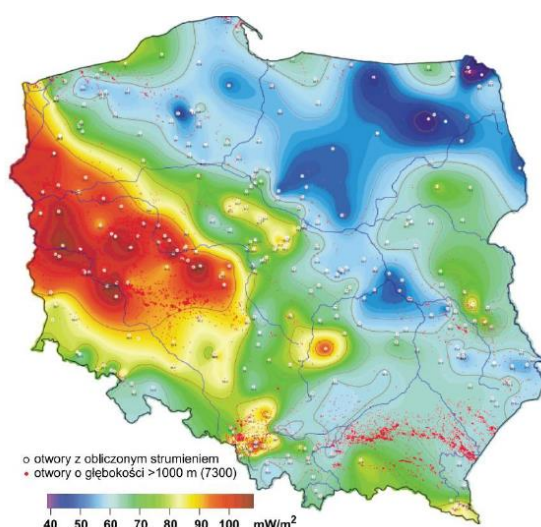 otwory z obliczonym strumieniem
otwory o głębokości >1000 m (7300)
40 50 60 70 80 90 100 mW/m²